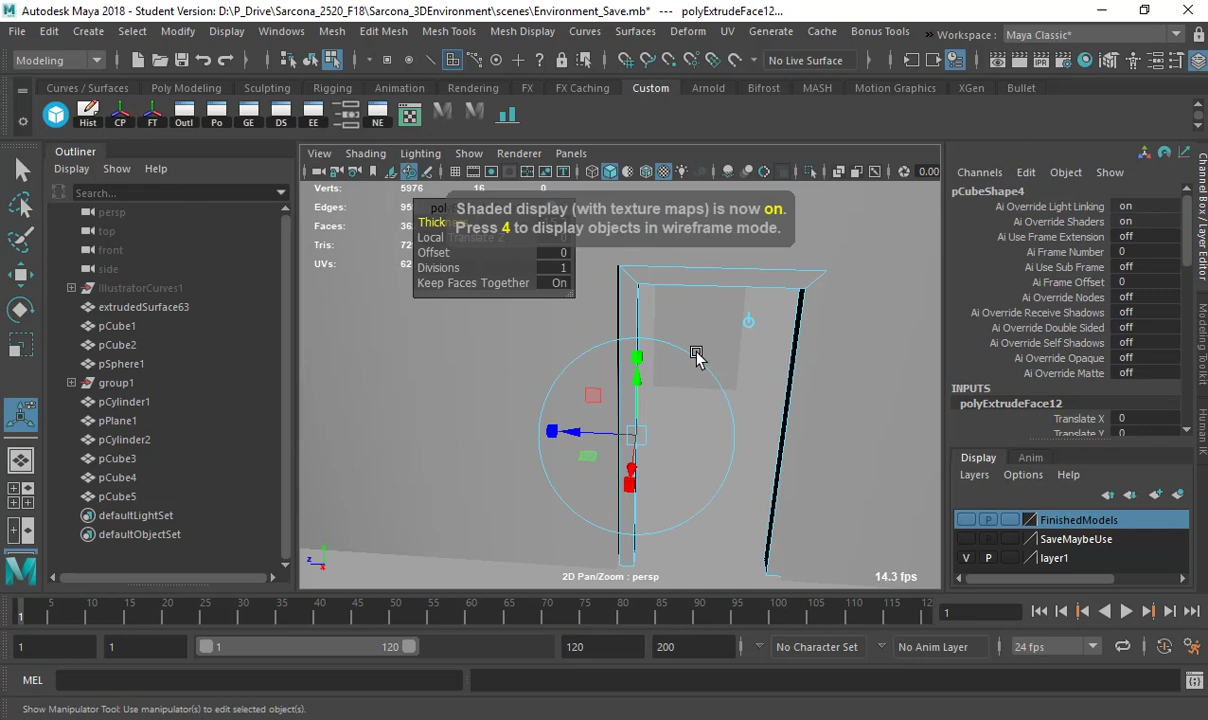 Autodesk Maya 2018 - Student Version: D:\P_Drive\Sarcona_2520_F18\Sarcona_3DEnvironment\scenes\Environment_Save.mb* --- polyExtrudeFace12...
File Edit Create Select Modify Display Windows Mesh Edit Mesh Mesh Tools Mesh Display Curves Surfaces Deform UV Generate Cache Bonus Tools » Workspace : Maya Classic*
Modeling No Live Surface
Curves / Surfaces Poly Modeling Sculpting Rigging Animation Rendering FX FX Caching Custom Arnold Bifrost MASH Motion Graphics XGen Bullet
Hist CP FT Outl Po GE DS EE NE
Outliner
Display Show Help
Search...
persp
top
front
side
IllustratorCurves1
extrudedSurface63
pCube1
pCube2
pSphere1
group1
pCylinder1
pPlane1
pCylinder2
pCube3
pCube4
pCube5
defaultLightSet
defaultObjectSet
View Shading Lighting Show Renderer Panels
0.00
Verts: 5976 16 0
Edges:
Faces:
Tris:
UVs:
Shaded display (with texture maps) is now on.
Press 4 to display objects in wireframe mode.
Local Translate Z 0
Offset 0
Divisions 1
Keep Faces Together On
2D Pan/Zoom : persp
14.3 fps
z x
Channels Edit Object Show
pCubeShape4
Ai Override Light Linking on
Ai Override Shaders on
Ai Use Frame Extension off
Ai Frame Number 0
Ai Use Sub Frame off
Ai Frame Offset 0
Ai Override Nodes off
Ai Override Receive Shadows off
Ai Override Double Sided off
Ai Override Self Shadows off
Ai Override Opaque off
Ai Override Matte off
INPUTS
polyExtrudeFace12
Translate X 0
Translate Y 0
Display Anim
Layers Options Help
P FinishedModels
P SaveMaybeUse
V P layer1
Channel Box / Layer Editor
Modeling Toolkit
Human IK
5 10 15 20 25 30 35 40 45 50 55 60 65 70 75 80 85 90 95 100 105 110 115 12
1
1
1 1 1 120 120 200 No Character Set No Anim Layer 24 fps
MEL
Show Manipulator Tool: Use manipulator(s) to edit selected object(s).